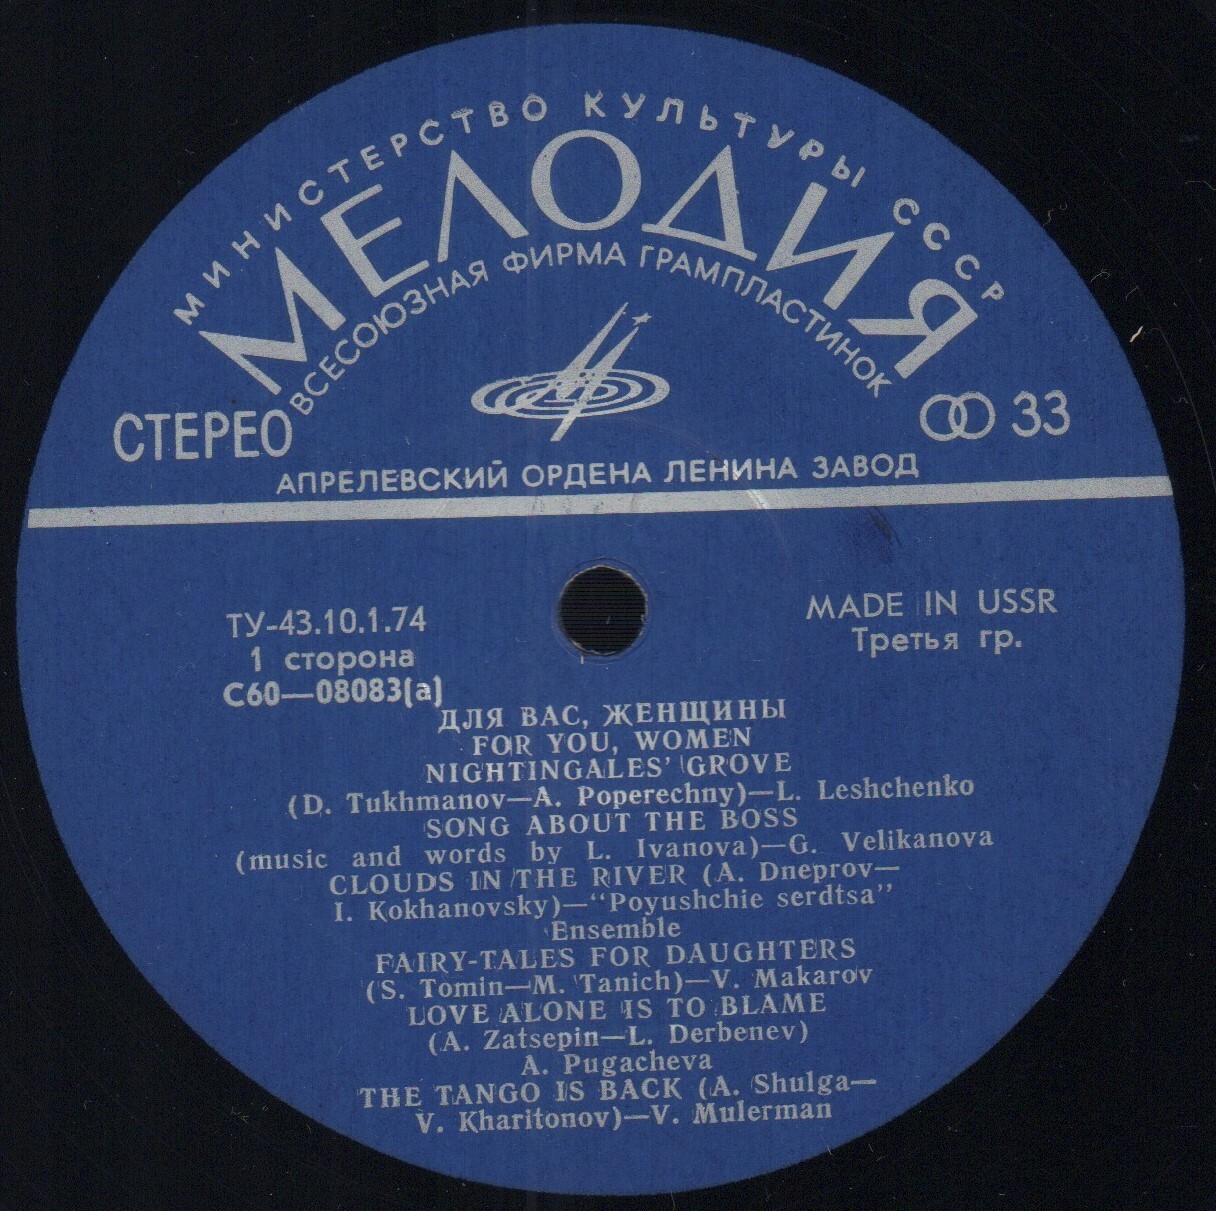 МИНИСТЕРСТВО КУЛЬТУРЫ СССР
МЕЛОДИЯ
ВСЕСОЮЗНАЯ ФИРМА ГРАМПЛАСТИНОК
СТЕРЕО
33
АПРЕЛЕВСКИЙ ОРДЕНА ЛЕНИНА ЗАВОД
ТУ-43.10.1.74
1 сторона
С60—08083(а)
MADE IN USSR
Третья гр.
ДЛЯ ВАС, ЖЕНЩИНЫ
FOR YOU, WOMEN
NIGHTINGALES' GROVE
(D. Tukhmanov—A. Poperechny)—L. Leshchenko
SONG ABOUT THE BOSS
(music and words by L. Ivanova)—G. Velikanova
CLOUDS IN THE RIVER (A. Dneprov—
I. Kokhanovsky)—"Poyushchie serdtsa"
Ensemble
FAIRY-TALES FOR DAUGHTERS
(S. Tomin—M. Tanich)—V. Makarov
LOVE ALONE IS TO BLAME
(A. Zatsepin—L. Derbenev)
A. Pugacheva
THE TANGO IS BACK (A. Shulga—
V. Kharitonov)—V. Mulerman